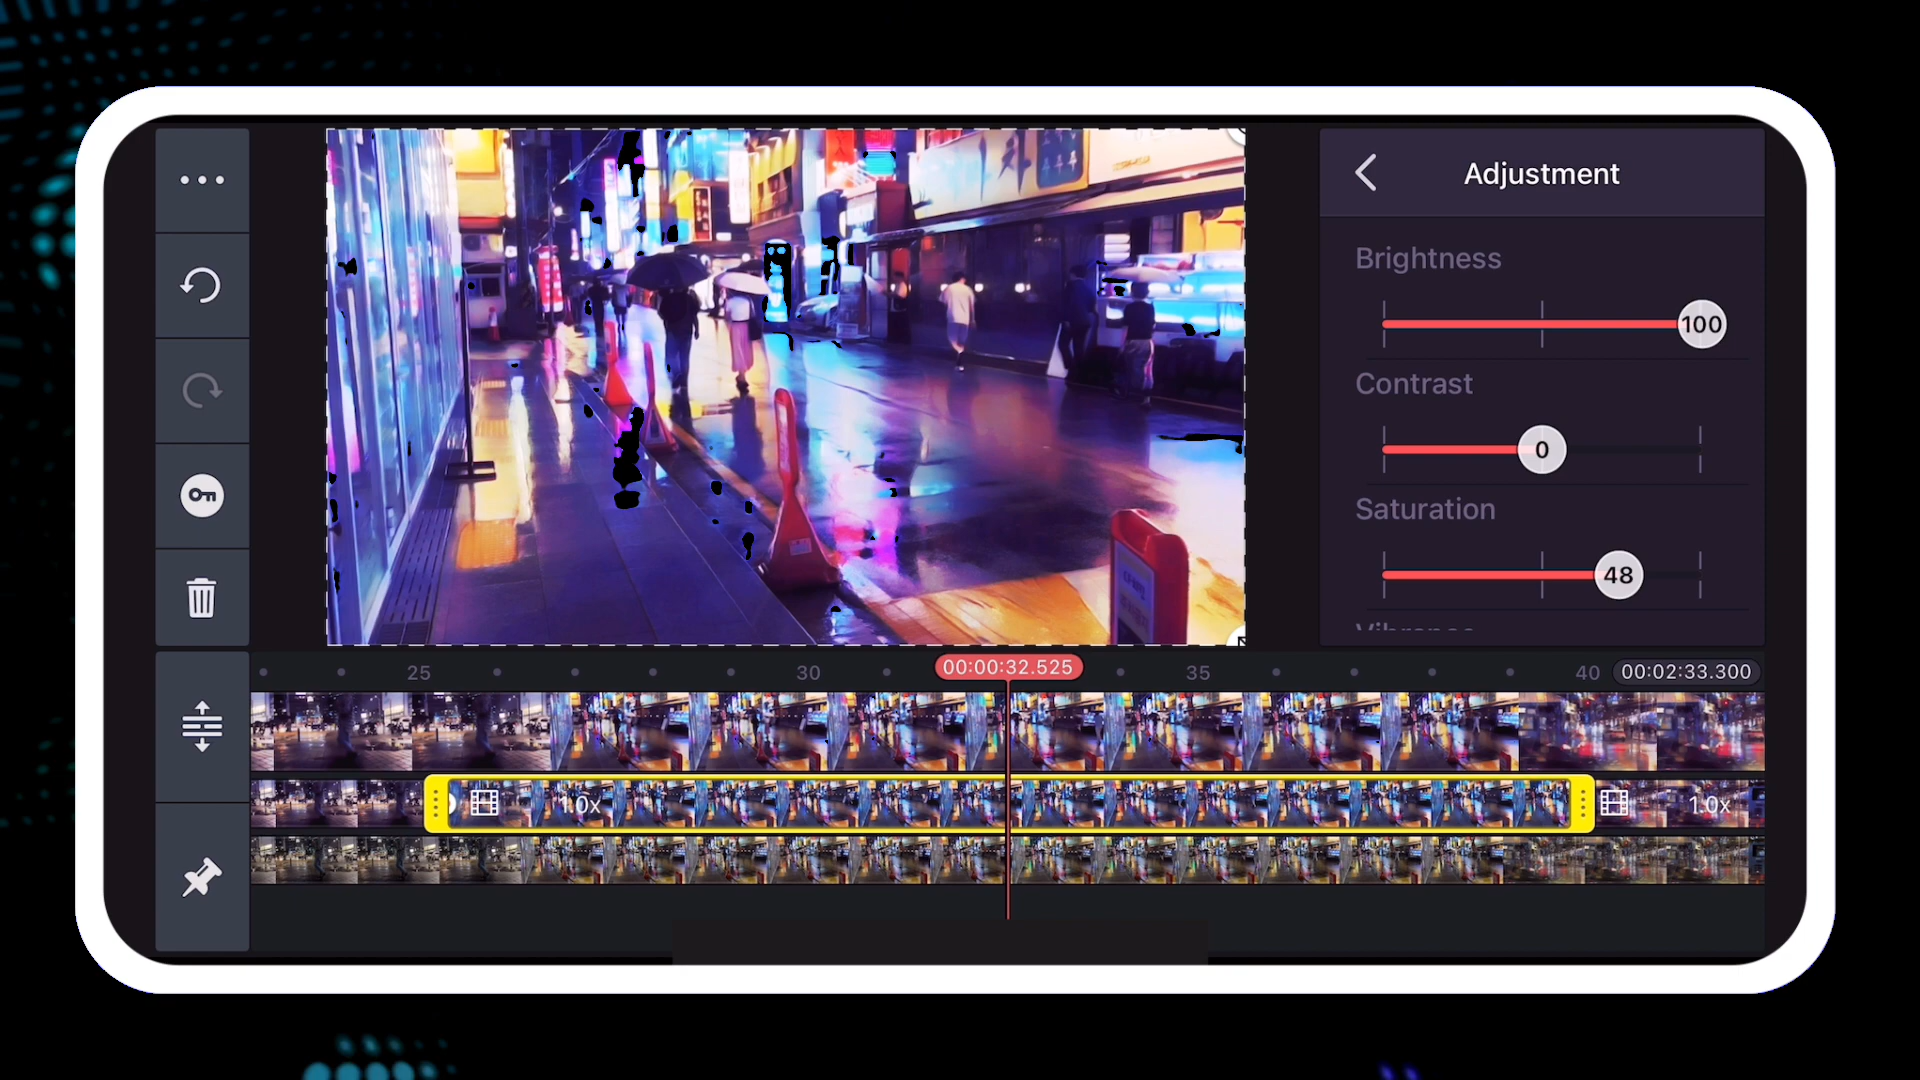 Adjustment
Brightness
100
Contrast
0
Saturation
48
Vibrance
25
30
00:00:32.525
35
40
00:02:33.300
1.0x
1.0x